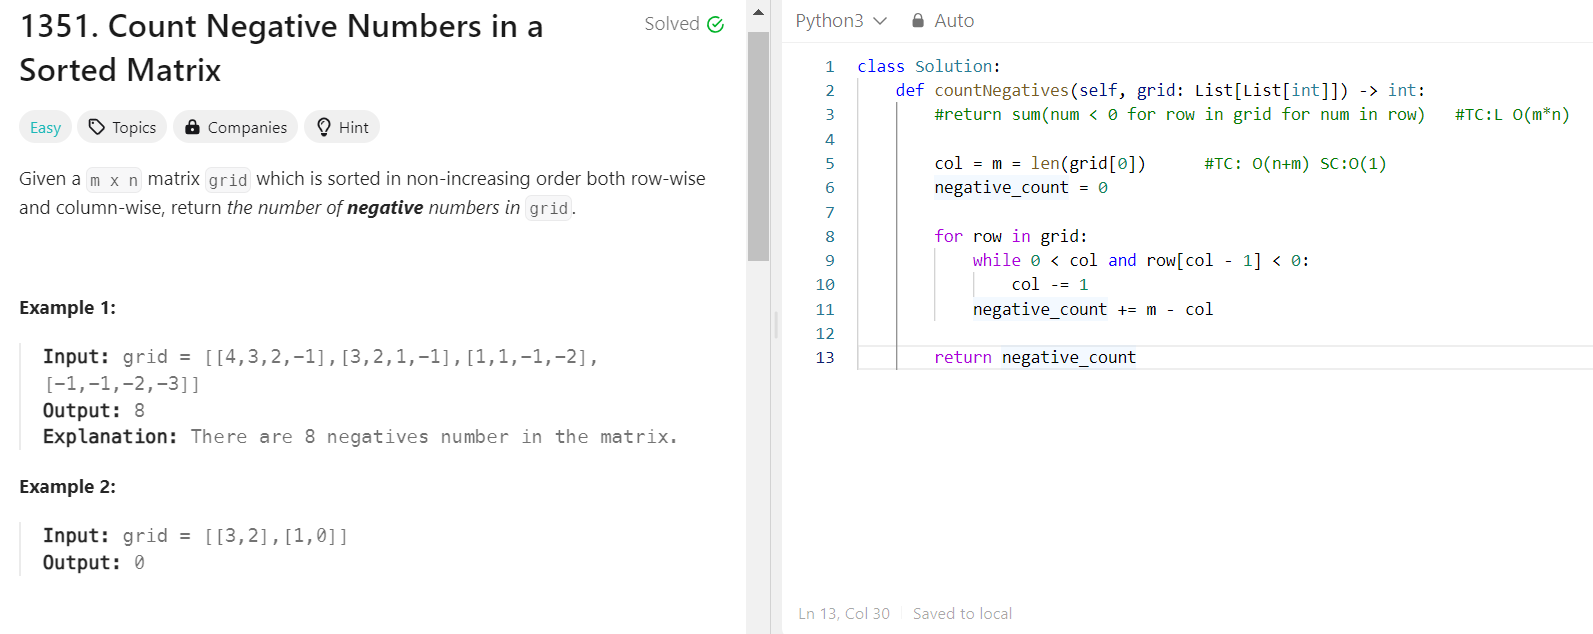 1351. Count Negative Numbers in a
Sorted Matrix
Solved
Easy
Topics
Companies
Hint
Given a m x n matrix grid which is sorted in non-increasing order both row-wise
and column-wise, return the number of negative numbers in grid.
Example 1:
Input: grid = [[4,3,2,-1],[3,2,1,-1],[1,1,-1,-2],
[-1,-1,-2,-3]]
Output: 8
Explanation: There are 8 negatives number in the matrix.
Example 2:
Input: grid = [[3,2],[1,0]]
Output: 0
Python3 Auto
1 class Solution:
2 def countNegatives(self, grid: List[List[int]]) -> int:
3 #return sum(num < 0 for row in grid for num in row) #TC:L O(m*n)
4
5 col = m = len(grid[0]) #TC: O(n+m) SC:O(1)
6 negative_count = 0
7
8 for row in grid:
9 while 0 < col and row[col - 1] < 0:
10 col -= 1
11 negative_count += m - col
12
13 return negative_count
Ln 13, Col 30 Saved to local